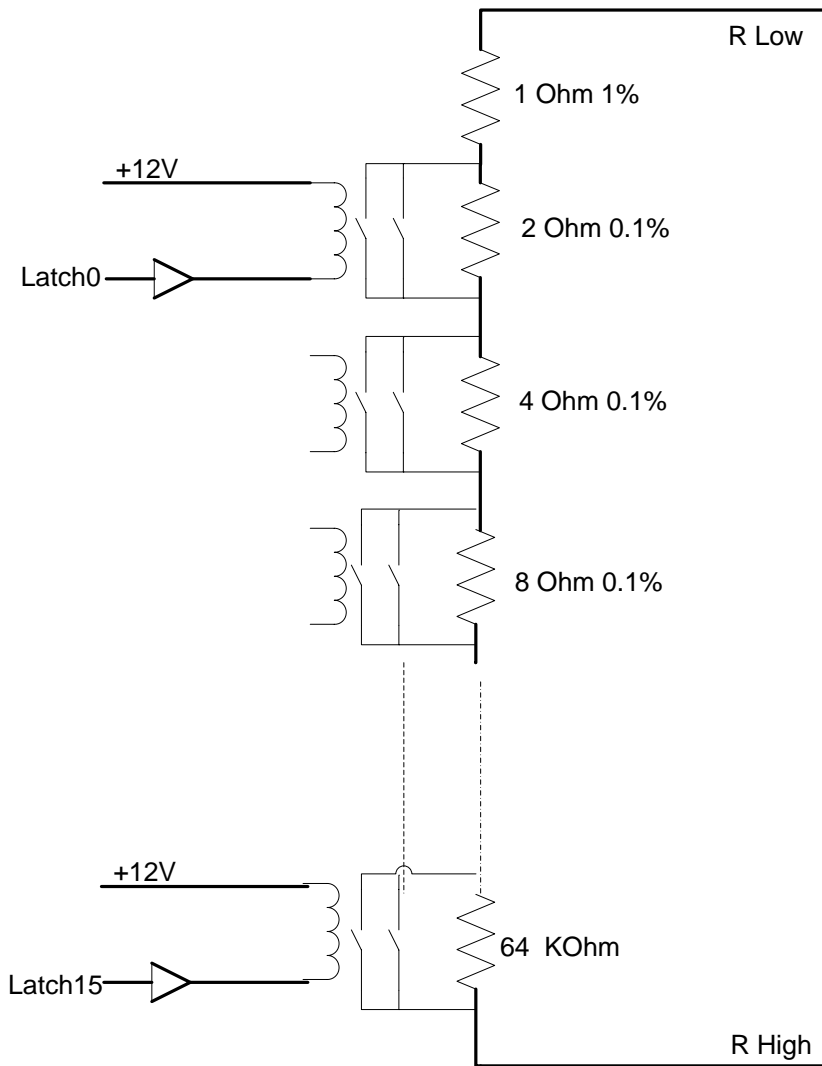 R Low
1 Ohm 1%
+12V
2 Ohm 0.1%
Latch0
4 Ohm 0.1%
8 Ohm 0.1%
+12V
64 KOhm
Latch15
R High